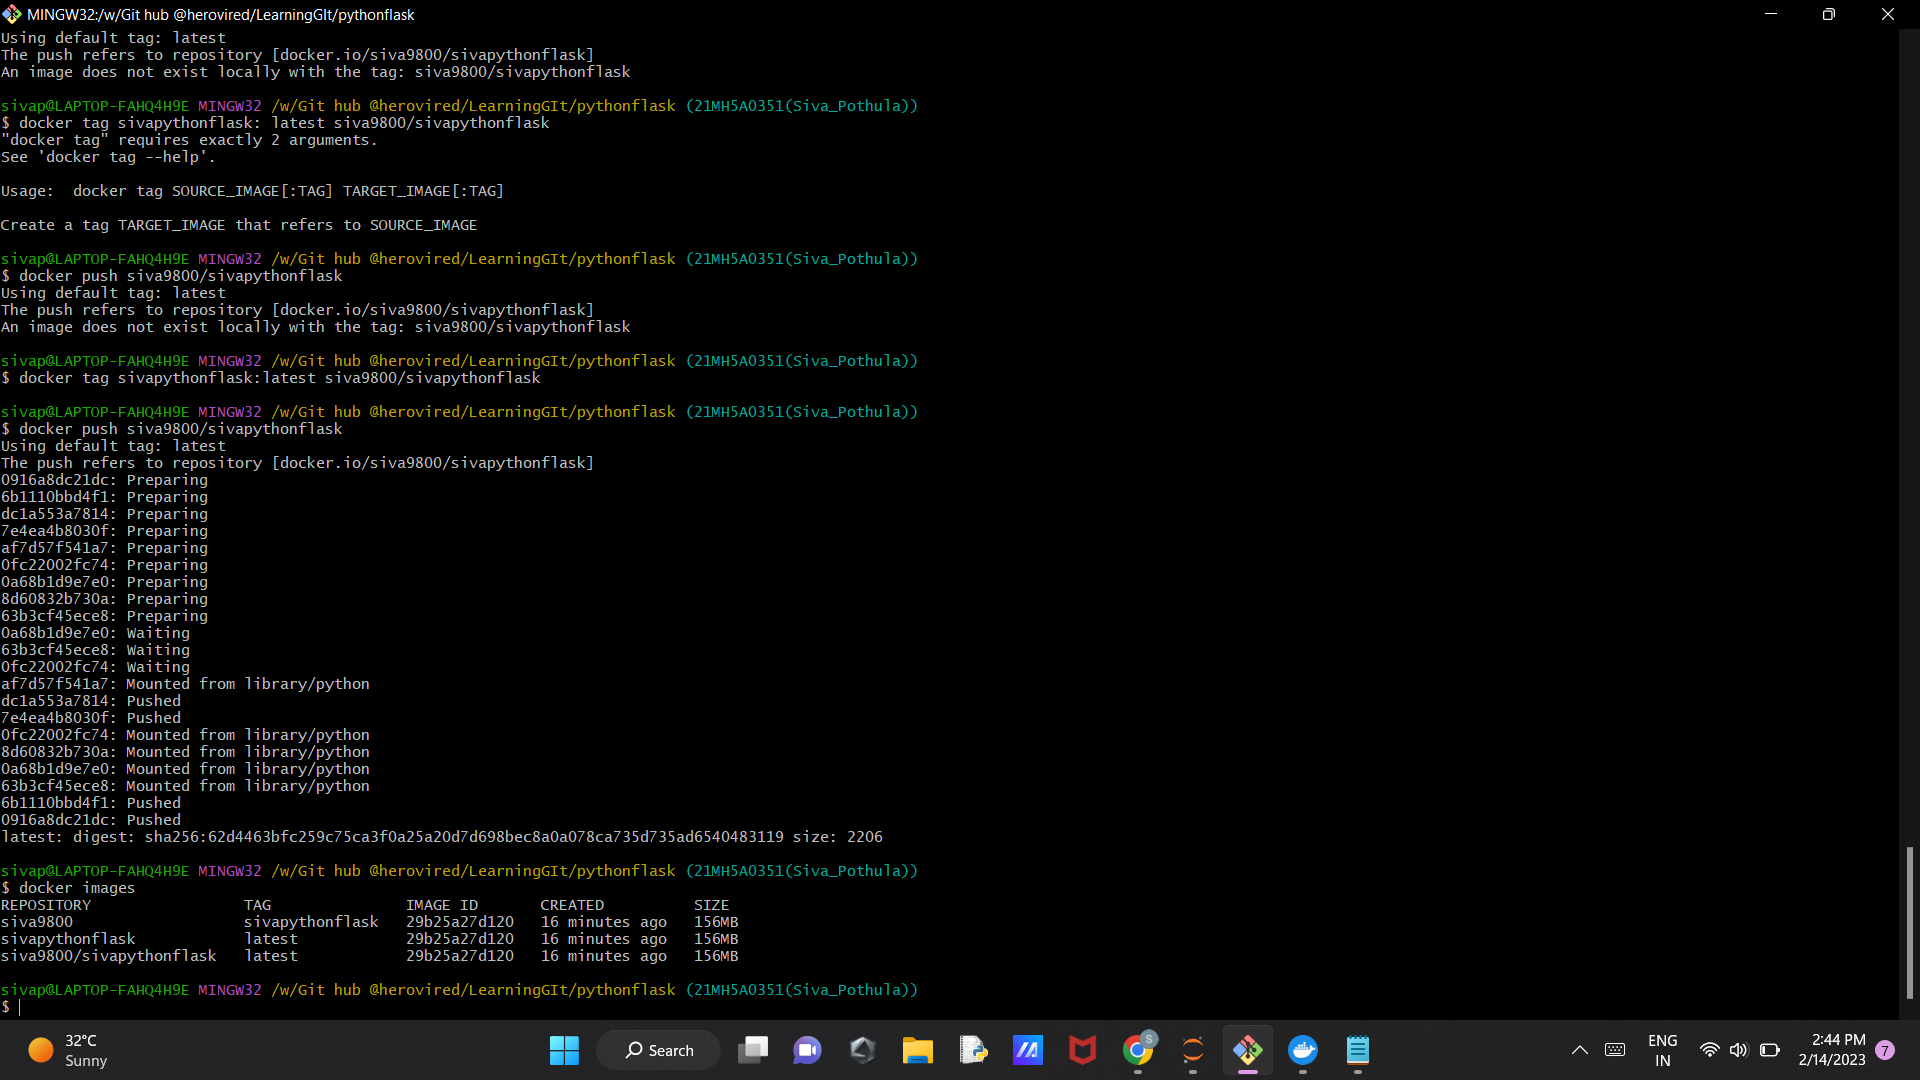 MINGW32:/w/Git hub @herovired/LearningGIt/pythonflask
Using default tag: latest
The push refers to repository [docker.io/siva9800/sivapythonflask]
An image does not exist locally with the tag: siva9800/sivapythonflask
sivap@LAPTOP-FAHQ4H9E MINGW32 /w/Git hub @herovired/LearningGIt/pythonflask (21MH5A0351(Siva_Pothula))
$ docker tag sivapythonflask: latest siva9800/sivapythonflask
"docker tag" requires exactly 2 arguments.
See 'docker tag --help'.
Usage:  docker tag SOURCE_IMAGE[:TAG] TARGET_IMAGE[:TAG]
Create a tag TARGET_IMAGE that refers to SOURCE_IMAGE
sivap@LAPTOP-FAHQ4H9E MINGW32 /w/Git hub @herovired/LearningGIt/pythonflask (21MH5A0351(Siva_Pothula))
$ docker push siva9800/sivapythonflask
Using default tag: latest
The push refers to repository [docker.io/siva9800/sivapythonflask]
An image does not exist locally with the tag: siva9800/sivapythonflask
sivap@LAPTOP-FAHQ4H9E MINGW32 /w/Git hub @herovired/LearningGIt/pythonflask (21MH5A0351(Siva_Pothula))
$ docker tag sivapythonflask:latest siva9800/sivapythonflask
sivap@LAPTOP-FAHQ4H9E MINGW32 /w/Git hub @herovired/LearningGIt/pythonflask (21MH5A0351(Siva_Pothula))
$ docker push siva9800/sivapythonflask
Using default tag: latest
The push refers to repository [docker.io/siva9800/sivapythonflask]
0916a8dc21dc: Preparing
6b1110bbd4f1: Preparing
dc1a553a7814: Preparing
7e4ea4b8030f: Preparing
af7d57f541a7: Preparing
0fc22002fc74: Preparing
0a68b1d9e7e0: Preparing
8d60832b730a: Preparing
63b3cf45ece8: Preparing
0a68b1d9e7e0: Waiting
63b3cf45ece8: Waiting
0fc22002fc74: Waiting
af7d57f541a7: Mounted from library/python
dc1a553a7814: Pushed
7e4ea4b8030f: Pushed
0fc22002fc74: Mounted from library/python
8d60832b730a: Mounted from library/python
0a68b1d9e7e0: Mounted from library/python
63b3cf45ece8: Mounted from library/python
6b1110bbd4f1: Pushed
0916a8dc21dc: Pushed
latest: digest: sha256:62d4463bfc259c75ca3f0a25a20d7d698bec8a0a078ca735d735ad6540483119 size: 2206
sivap@LAPTOP-FAHQ4H9E MINGW32 /w/Git hub @herovired/LearningGIt/pythonflask (21MH5A0351(Siva_Pothula))
$ docker images
REPOSITORY                 TAG               IMAGE ID       CREATED          SIZE
siva9800                   sivapythonflask   29b25a27d120   16 minutes ago   156MB
sivapythonflask            latest            29b25a27d120   16 minutes ago   156MB
siva9800/sivapythonflask   latest            29b25a27d120   16 minutes ago   156MB
sivap@LAPTOP-FAHQ4H9E MINGW32 /w/Git hub @herovired/LearningGIt/pythonflask (21MH5A0351(Siva_Pothula))
$
32°C
Sunny
Search
S
ENG
IN
2:44 PM
2/14/2023
7